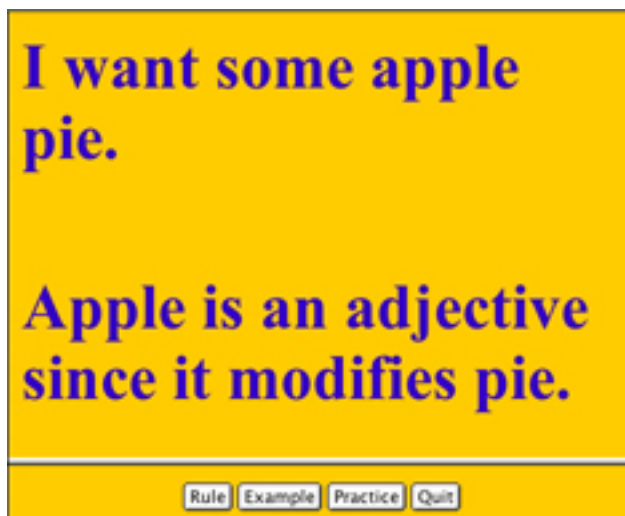 I want some apple
pie.
Apple is an adjective
since it modifies pie.
Rule Example Practice Quit